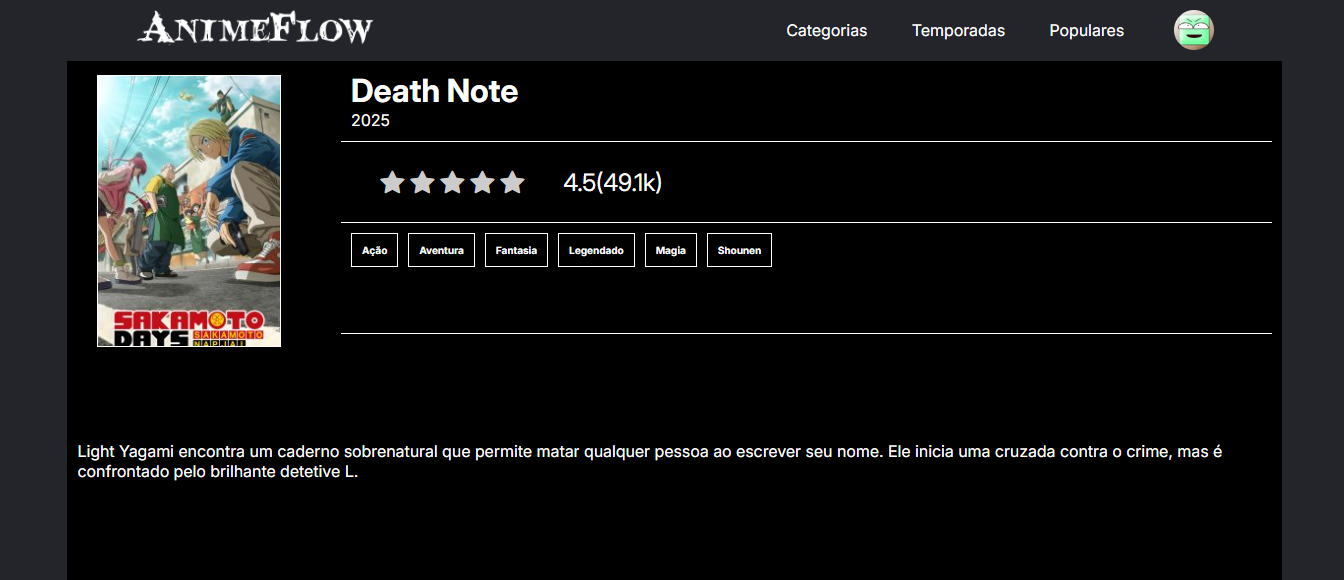 AnimeFlow
Categorias
Temporadas
Populares
Death Note
2025
4.5(49.1k)
Ação
Aventura
Fantasia
Legendado
Magia
Shounen
SAKAMOTO
DAYS
SAKAMOTO
NAPJAI
Light Yagami encontra um caderno sobrenatural que permite matar qualquer pessoa ao escrever seu nome. Ele inicia uma cruzada contra o crime, mas é
confrontado pelo brilhante detetive L.